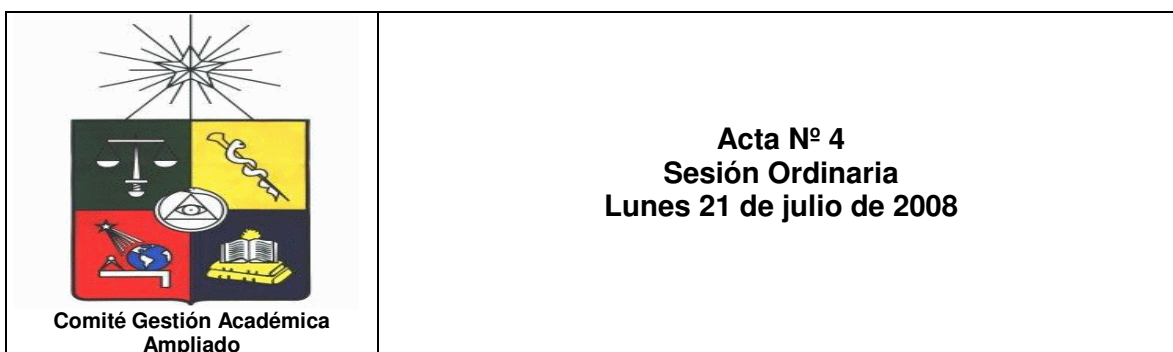 Comité Gestión Académica
Ampliado
Acta Nº 4
Sesión Ordinaria
Lunes 21 de julio de 2008